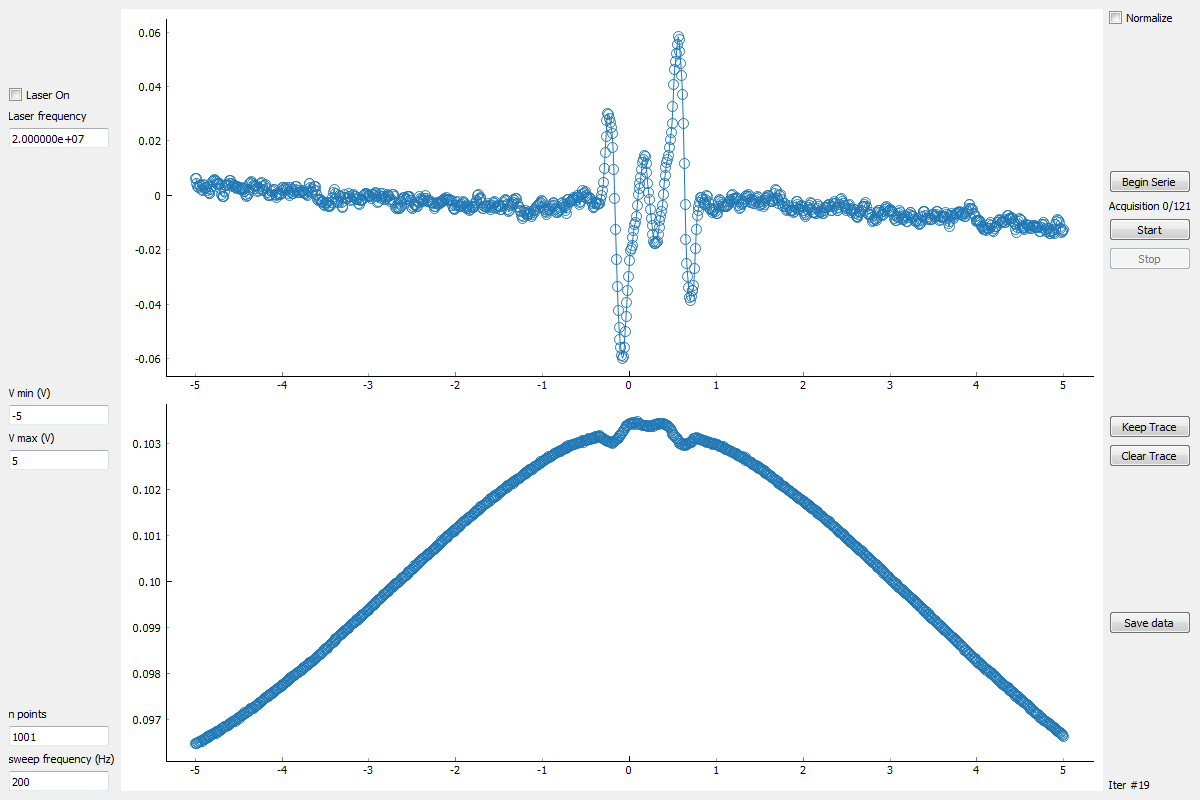 Laser On
Laser frequency
2.000000e+07
V min (V)
-5
V max (V)
5
n points
1001
sweep frequency (Hz)
200
0.06
0.04
0.02
0
-0.02
-0.04
-0.06
-5 -4 -3 -2 -1 0 1 2 3 4 5
0.103
0.102
0.101
0.10
0.099
0.098
0.097
-5 -4 -3 -2 -1 0 1 2 3 4 5
Normalize
Begin Serie
Acquisition 0/121
Start
Stop
Keep Trace
Clear Trace
Save data
Iter #19